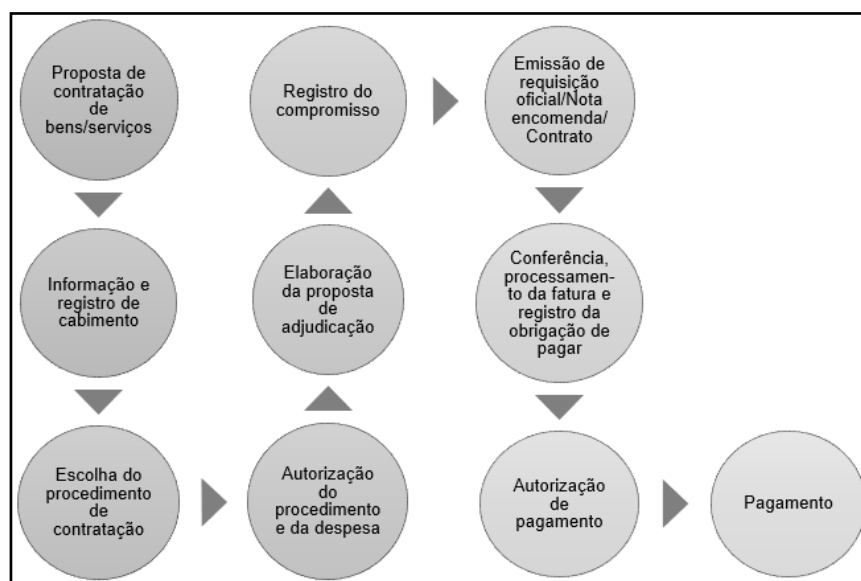 Proposta de
contratação
de
bens/serviços
Informação e
registro de
cabimento
Escolha do
procedimento
de
contratação
Autorização
do
procedimento
e da despesa
Elaboração
da proposta
de
adjudicação
Registro do
compromisso
Emissão de
requisição
oficial/Nota
encomenda/
Contrato
Conferência,
processamen-
to da fatura e
registro da
obrigação de
pagar
Autorização
de
pagamento
Pagamento